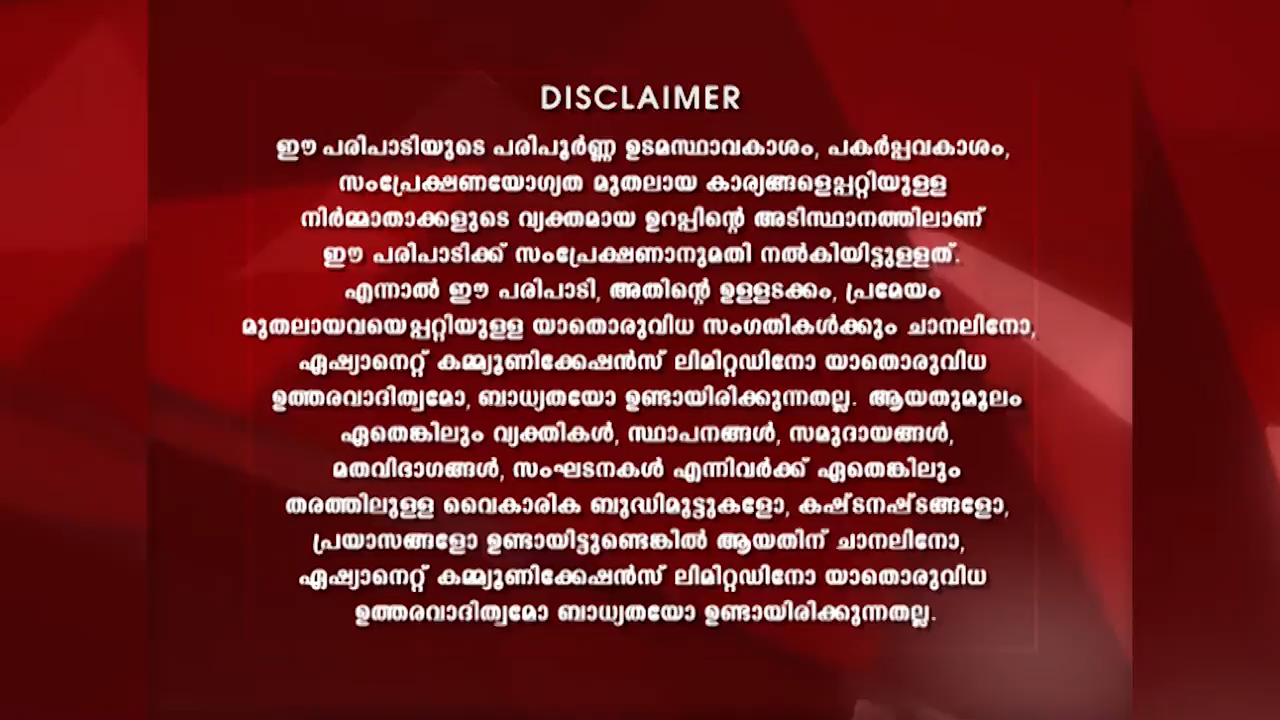 DISCLAIMER
ഈ പരിപാടിയുടെ പരിപൂർണ്ണ ഉടമസ്ഥാവകാശം, പകർപ്പവകാശം,
സംപ്രേക്ഷണയോഗ്യത മുതലായ കാര്യങ്ങളെപ്പറ്റിയുള്ള
നിർമ്മാതാക്കളുടെ വ്യക്തമായ ഉറപ്പിന്റെ അടിസ്ഥാനത്തിലാണ്
ഈ പരിപാടിക്ക് സംപ്രേക്ഷണാനുമതി നൽകിയിട്ടുള്ളത്.
എന്നാൽ ഈ പരിപാടി, അതിന്റെ ഉള്ളടക്കം, പ്രമേയം
മുതലായവയെപ്പറ്റിയുള്ള യാതൊരുവിധ സംഗതികൾക്കും ചാനലിനോ,
ഏഷ്യാനെറ്റ് കമ്മ്യൂണിക്കേഷൻസ് ലിമിറ്റഡിനോ യാതൊരുവിധ
ഉത്തരവാദിത്വമോ, ബാധ്യതയോ ഉണ്ടായിരിക്കുന്നതല്ല. ആയതുമൂലം
ഏതെങ്കിലും വ്യക്തികൾ, സ്ഥാപനങ്ങൾ, സമുദായങ്ങൾ,
മതവിഭാഗങ്ങൾ, സംഘടനകൾ എന്നിവർക്ക് ഏതെങ്കിലും
തരത്തിലുള്ള വൈകാരിക ബുദ്ധിമുട്ടുകളോ, കഷ്ടനഷ്ടങ്ങളോ,
പ്രയാസങ്ങളോ ഉണ്ടായിട്ടുണ്ടെങ്കിൽ ആയതിന് ചാനലിനോ,
ഏഷ്യാനെറ്റ് കമ്മ്യൂണിക്കേഷൻസ് ലിമിറ്റഡിനോ യാതൊരുവിധ
ഉത്തരവാദിത്വമോ ബാധ്യതയോ ഉണ്ടായിരിക്കുന്നതല്ല.